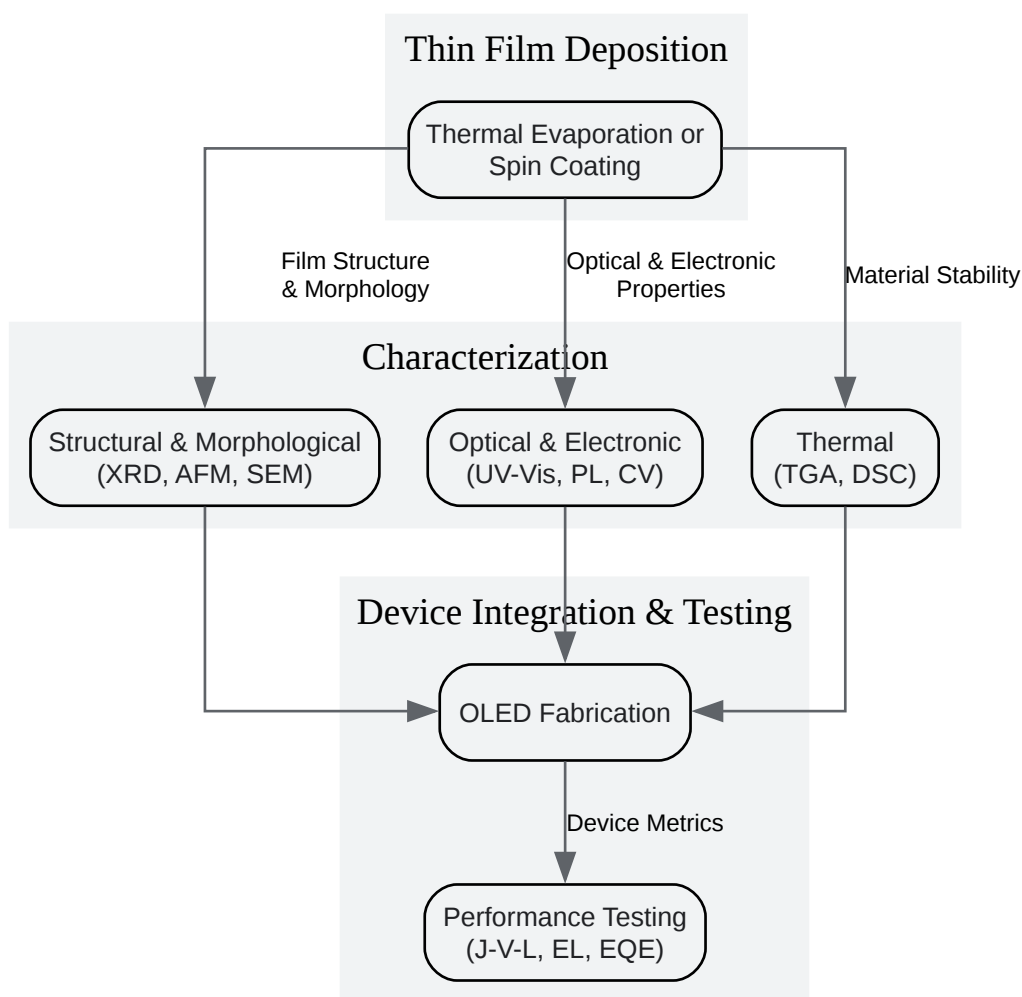 Thin Film Deposition
Thermal Evaporation or
Spin Coating
Film Structure
& Morphology
Optical & Electronic
Properties
Material Stability
Characterization
Structural & Morphological
(XRD, AFM, SEM)
Optical & Electronic
(UV-Vis, PL, CV)
Thermal
(TGA, DSC)
Device Integration & Testing
OLED Fabrication
Device Metrics
Performance Testing
(J-V-L, EL, EQE)